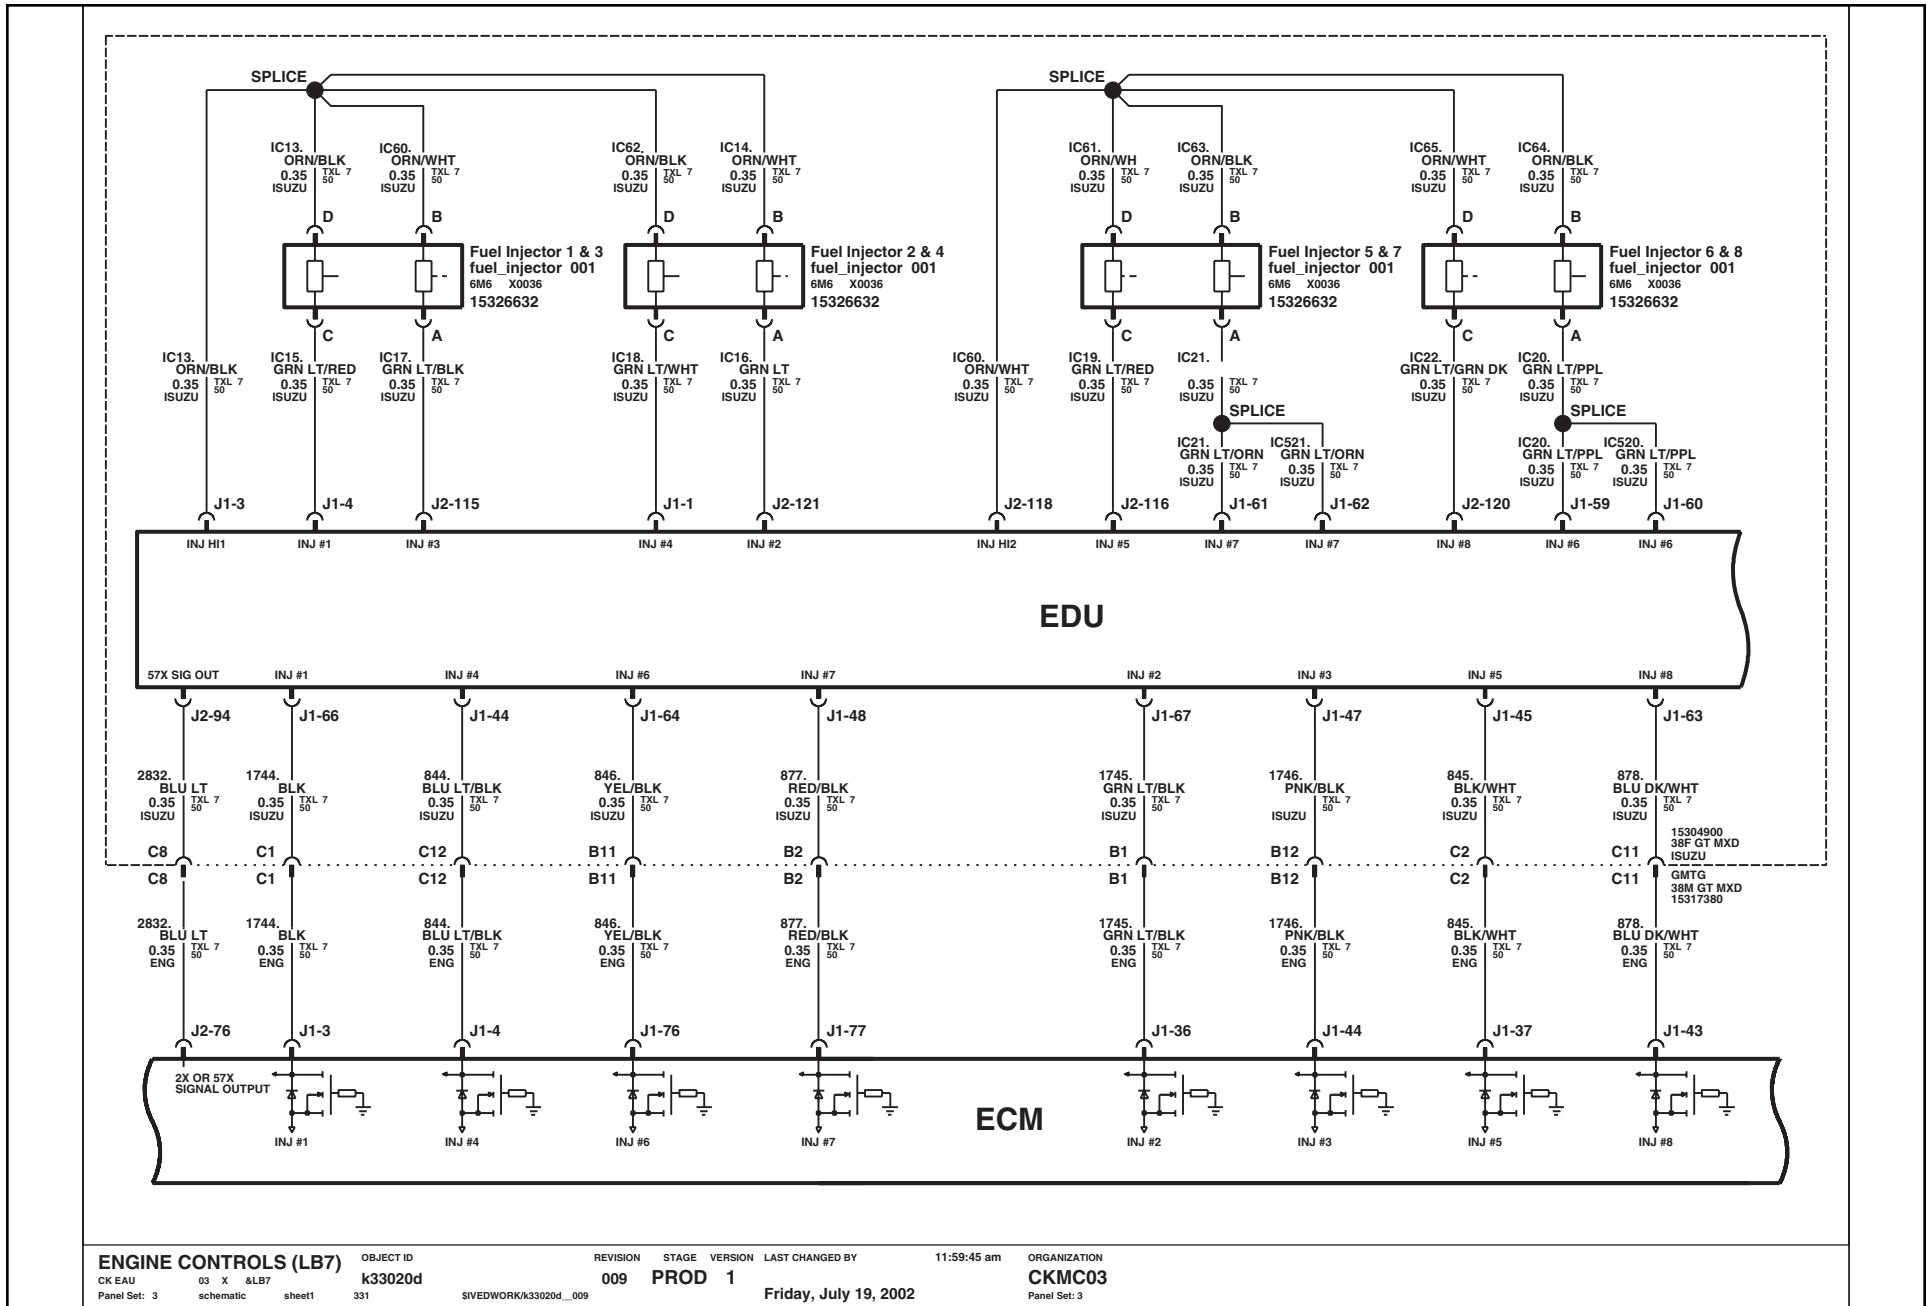 SPLICE SPLICE
IC13. IC60. IC62. IC14. IC61. IC63. IC65. IC64.
ORN/BLK ORN/WHT ORN/BLK ORN/WHT ORN/WH ORN/BLK ORN/WHT ORN/BLK
0.35 TXL 7 0.35 TXL 7 0.35 TXL 7 0.35 TXL 7 0.35 TXL 7 0.35 TXL 7 0.35 TXL 7 0.35 TXL 7
50 50 50 50 50 50 50 50
ISUZU ISUZU ISUZU ISUZU ISUZU ISUZU ISUZU ISUZU
D B D B D B D B
Fuel Injector 1 & 3 Fuel Injector 2 & 4 Fuel Injector 5 & 7 Fuel Injector 6 & 8
fuel_injector 001 fuel_injector 001 fuel_injector 001 fuel_injector 001
6M6 X0036 6M6 X0036 6M6 X0036 6M6 X0036
15326632 15326632 15326632 15326632
C A C A C A C A
IC13. IC15. IC17. IC18. IC16. IC60. IC19. IC21. IC22. IC20.
ORN/BLK GRN LT/RED GRN LT/BLK GRN LT/WHT GRN LT ORN/WHT GRN LT/RED GRN LT/GRN DK GRN LT/PPL
0.35 TXL 7 0.35 TXL 7 0.35 TXL 7 0.35 TXL 7 0.35 TXL 7 0.35 TXL 7 0.35 TXL 7 0.35 TXL 7 0.35 TXL 7 0.35 TXL 7
50 50 50 50 50 50 50 50 50 50
ISUZU ISUZU ISUZU ISUZU ISUZU ISUZU ISUZU ISUZU ISUZU ISUZU
SPLICE SPLICE
IC21. IC521. IC20. IC520.
GRN LT/ORN GRN LT/ORN GRN LT/PPL GRN LT/PPL
0.35 TXL 7 0.35 TXL 7 0.35 TXL 7 0.35 TXL 7
50 50 50 50
ISUZU ISUZU ISUZU ISUZU
J1-3 J1-4 J2-115 J1-1 J2-121 J2-118 J2-116 J1-61 J1-62 J2-120 J1-59 J1-60
INJ HI1 INJ #1 INJ #3 INJ #4 INJ #2 INJ HI2 INJ #5 INJ #7 INJ #7 INJ #8 INJ #6 INJ #6
EDU
57X SIG OUT INJ #1 INJ #4 INJ #6 INJ #7 INJ #2 INJ #3 INJ #5 INJ #8
J2-94 J1-66 J1-44 J1-64 J1-48 J1-67 J1-47 J1-45 J1-63
2832. 1744. 844. 846. 877. 1745. 1746. 845. 878.
BLU LT BLK BLU LT/BLK YEL/BLK RED/BLK GRN LT/BLK PNK/BLK BLK/WHT BLU DK/WHT
0.35 TXL 7 0.35 TXL 7 0.35 TXL 7 0.35 TXL 7 0.35 TXL 7 0.35 TXL 7 TXL 7 0.35 TXL 7 0.35 TXL 7
50 50 50 50 50 50 50 50 50
ISUZU ISUZU ISUZU ISUZU ISUZU ISUZU ISUZU ISUZU ISUZU
15304900
38F GT MXD
ISUZU
C8 C1 C12 B11 B2 B1 B12 C2 C11
C8 C1 C12 B11 B2 B1 B12 C2 C11
GMTG
38M GT MXD
15317380
2832. 1744. 844. 846. 877. 1745. 1746. 845. 878.
BLU LT BLK BLU LT/BLK YEL/BLK RED/BLK GRN LT/BLK PNK/BLK BLK/WHT BLU DK/WHT
0.35 TXL 7 0.35 TXL 7 0.35 TXL 7 0.35 TXL 7 0.35 TXL 7 0.35 TXL 7 0.35 TXL 7 0.35 TXL 7 0.35 TXL 7
50 50 50 50 50 50 50 50 50
ENG ENG ENG ENG ENG ENG ENG ENG ENG
J2-76 J1-3 J1-4 J1-76 J1-77 J1-36 J1-44 J1-37 J1-43
2X OR 57X
SIGNAL OUTPUT
ECM
INJ #1 INJ #4 INJ #6 INJ #7 INJ #2 INJ #3 INJ #5 INJ #8
ENGINE CONTROLS (LB7) OBJECT ID REVISION STAGE VERSION LAST CHANGED BY 11:59:45 am ORGANIZATION
CK EAU 03 X &LB7 k33020d 009 PROD 1 CKMC03
Panel Set: 3 schematic sheet1 331 $IVEDWORK/k33020d__009 Friday, July 19, 2002 Panel Set: 3